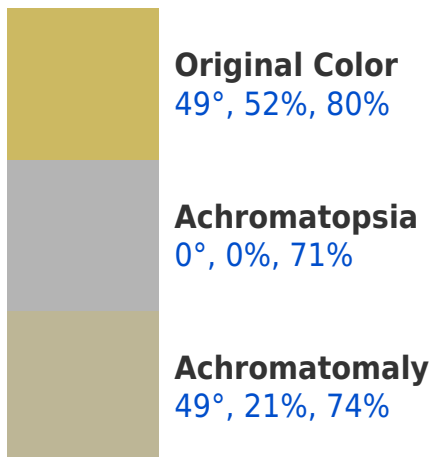 Original Color
49°, 52%, 80%
Achromatopsia
0°, 0%, 71%
Achromatomaly
49°, 21%, 74%